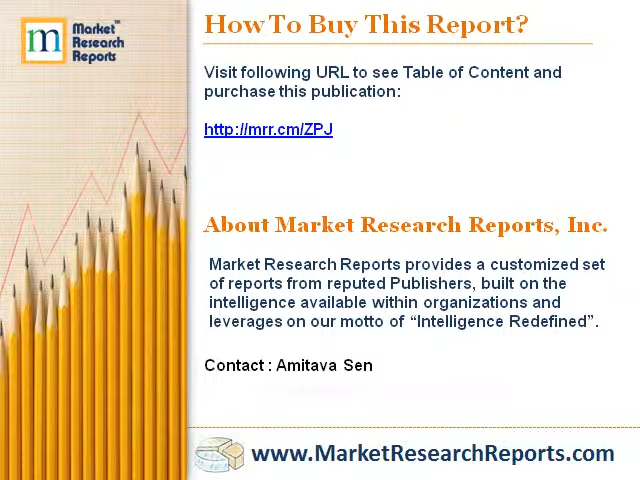 Market
Research
Reports
m
How To Buy This Report?
Visit following URL to see Table of Content and
purchase this publication:
http://mrr.cm/ZPJ
About Market Research Reports, Inc.
Market Research Reports provides a customized set
of reports from reputed Publishers, built on the
intelligence available within organizations and
leverages on our motto of “Intelligence Redefined”.
Contact : Amitava Sen
www.MarketResearchReports.com